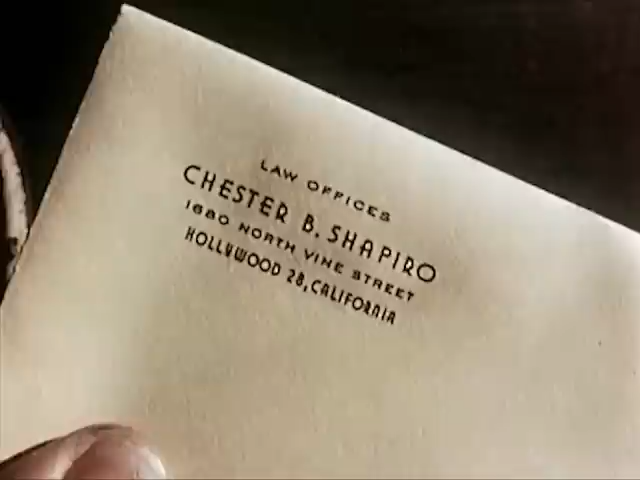 LAW OFFICES
CHESTER B. SHAPIRO
1680 NORTH VINE STREET
HOLLYWOOD 28, CALIFORNIA